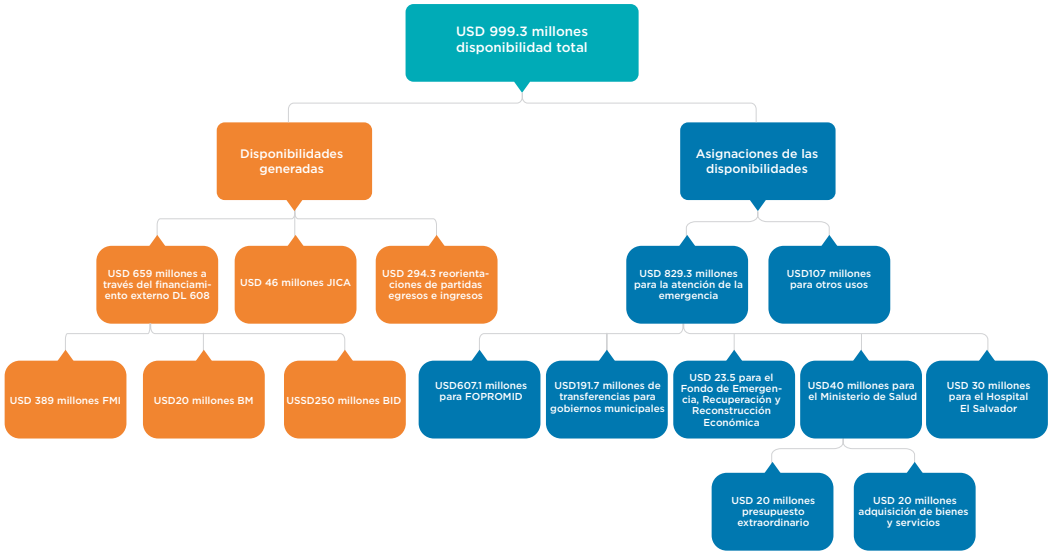 USD 999.3 millones
disponibilidad total
Disponibilidades
generadas
Asignaciones de las
disponibilidades
USD 659 millones a
través del financiami-
ento externo DL 608
USD 46 millones JICA
USD 294.3 reorienta-
ciones de partidas
egresos e ingresos
USD 829.3 millones
para la atención de la
emergencia
USD107 millones
para otros usos
USD 389 millones FMI
USD20 millones BM
USSD250 millones BID
USD607.1 millones
para FOPROMID
USD191.7 millones de
transferencias para
gobiernos municipales
USD 23.5 para el
Fondo de Emergen-
cia, Recuperación y
Reconstrucción
Económica
USD40 millones para
el Ministerio de Salud
USD 30 millones
para el Hospital
El Salvador
USD 20 millones
presupuesto
extraordinario
USD 20 millones
adquisición de bienes
y servicios